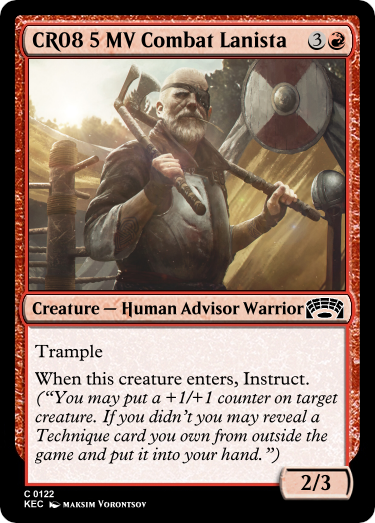 CR08 5 MV Combat Lanista 3
Creature — Human Advisor Warrior
Trample
When this creature enters, Instruct.
(“You may put a +1/+1 counter on target
creature. If you didn’t you may reveal a
Technique card you own from outside the
game and put it into your hand.”)
2/3
C 0122
KEC MAKSIM VORONTSOV